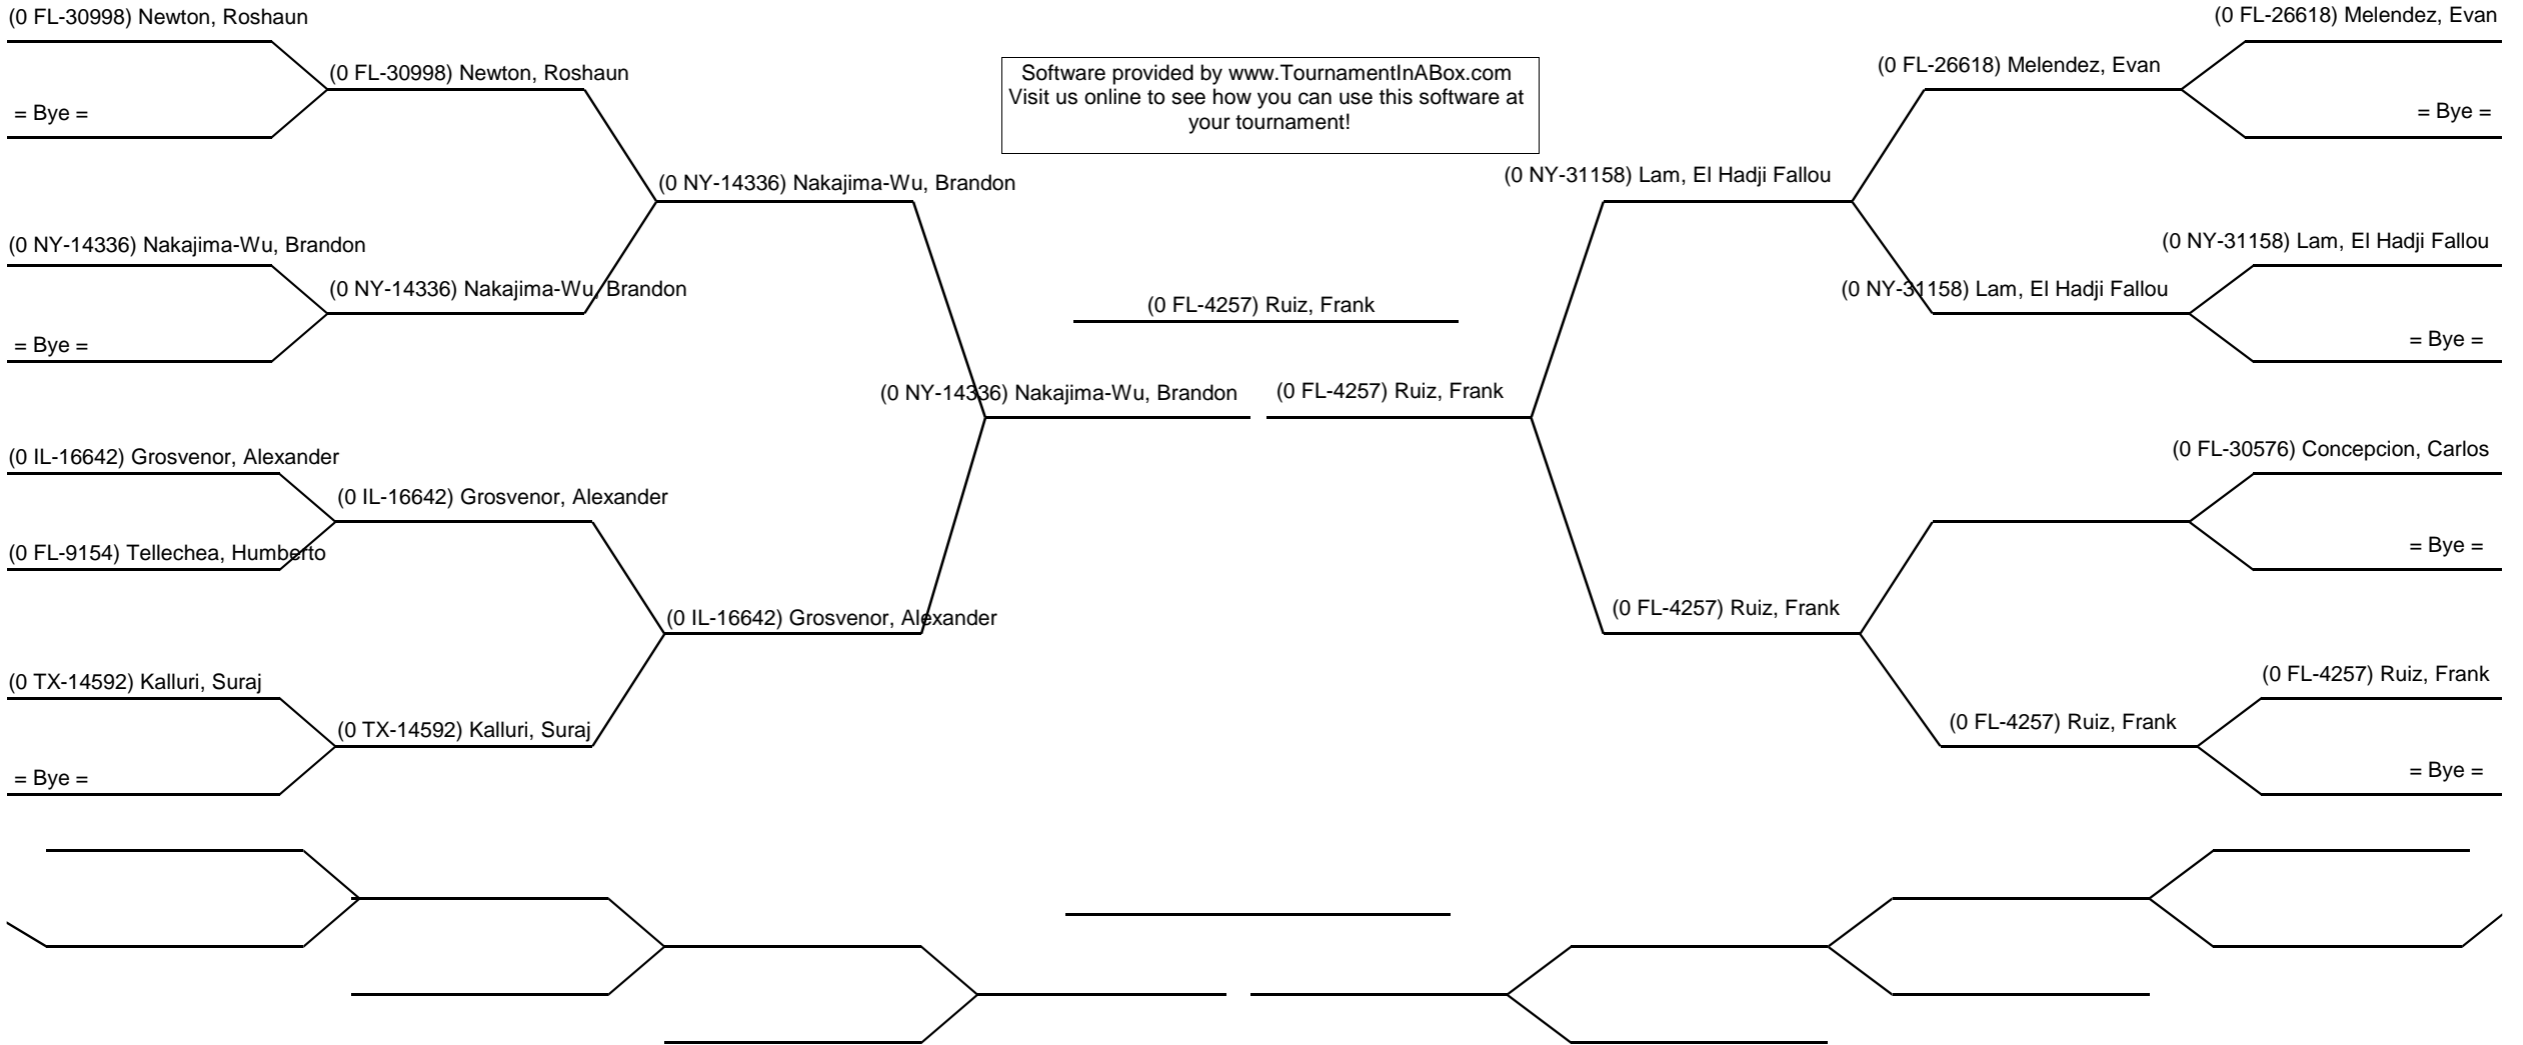 (0 FL-30998) Newton, Roshaun
(0 FL-30998) Newton, Roshaun
= Bye =
(0 NY-14336) Nakajima-Wu, Brandon
(0 NY-14336) Nakajima-Wu, Brandon
(0 NY-14336) Nakajima-Wu, Brandon
= Bye =
(0 NY-14336) Nakajima-Wu, Brandon
(0 IL-16642) Grosvenor, Alexander
(0 IL-16642) Grosvenor, Alexander
(0 FL-9154) Tellechea, Humberto
(0 IL-16642) Grosvenor, Alexander
(0 TX-14592) Kalluri, Suraj
(0 TX-14592) Kalluri, Suraj
= Bye =
Software provided by www.TournamentInABox.com
Visit us online to see how you can use this software at
your tournament!
(0 FL-4257) Ruiz, Frank
(0 FL-4257) Ruiz, Frank
(0 FL-26618) Melendez, Evan
(0 FL-26618) Melendez, Evan
= Bye =
(0 NY-31158) Lam, El Hadji Fallou
(0 NY-31158) Lam, El Hadji Fallou
(0 NY-31158) Lam, El Hadji Fallou
= Bye =
(0 FL-30576) Concepcion, Carlos
= Bye =
(0 FL-4257) Ruiz, Frank
(0 FL-4257) Ruiz, Frank
(0 FL-4257) Ruiz, Frank
= Bye =